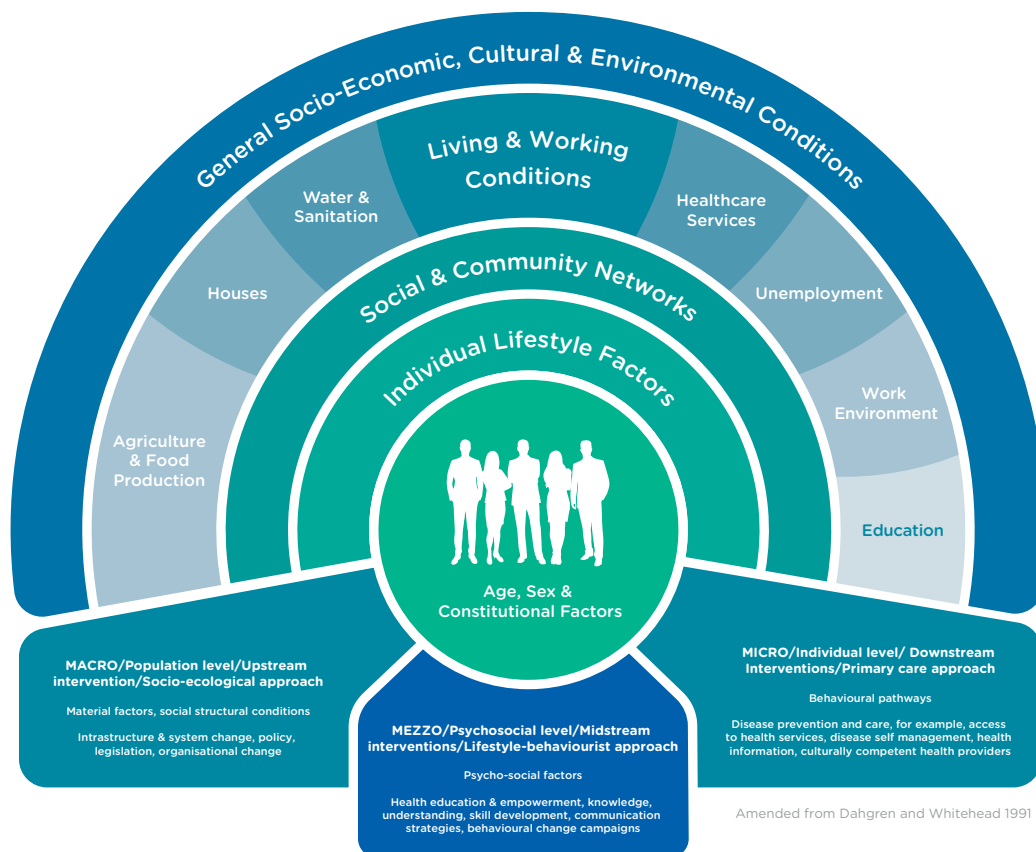 General Socio-Economic, Cultural & Environmental Conditions
Living & Working
Conditions
Water &
Sanitation
Healthcare
Services
Houses
Unemployment
Agriculture
& Food
Production
Work
Environment
Education
Social & Community Networks
Individual Lifestyle Factors
Age, Sex &
Constitutional Factors
MACRO/Population level/Upstream
intervention/Socio-ecological approach
Material factors, social structural conditions
Intrastructure & system change, policy,
legislation, organisational change
MEZZO/Psychosocial level/Midstream
interventions/Lifestyle-behaviourist approach
Psycho-social factors
Health education & empowerment, knowledge,
understanding, skill development, communication
strategies, behavioural change campaigns
MICRO/Individual level/ Downstream
Interventions/Primary care approach
Behavioural pathways
Disease prevention and care, for example, access
to health services, disease self management, health
information, culturally competent health providers
Amended from Dahgren and Whitehead 1991